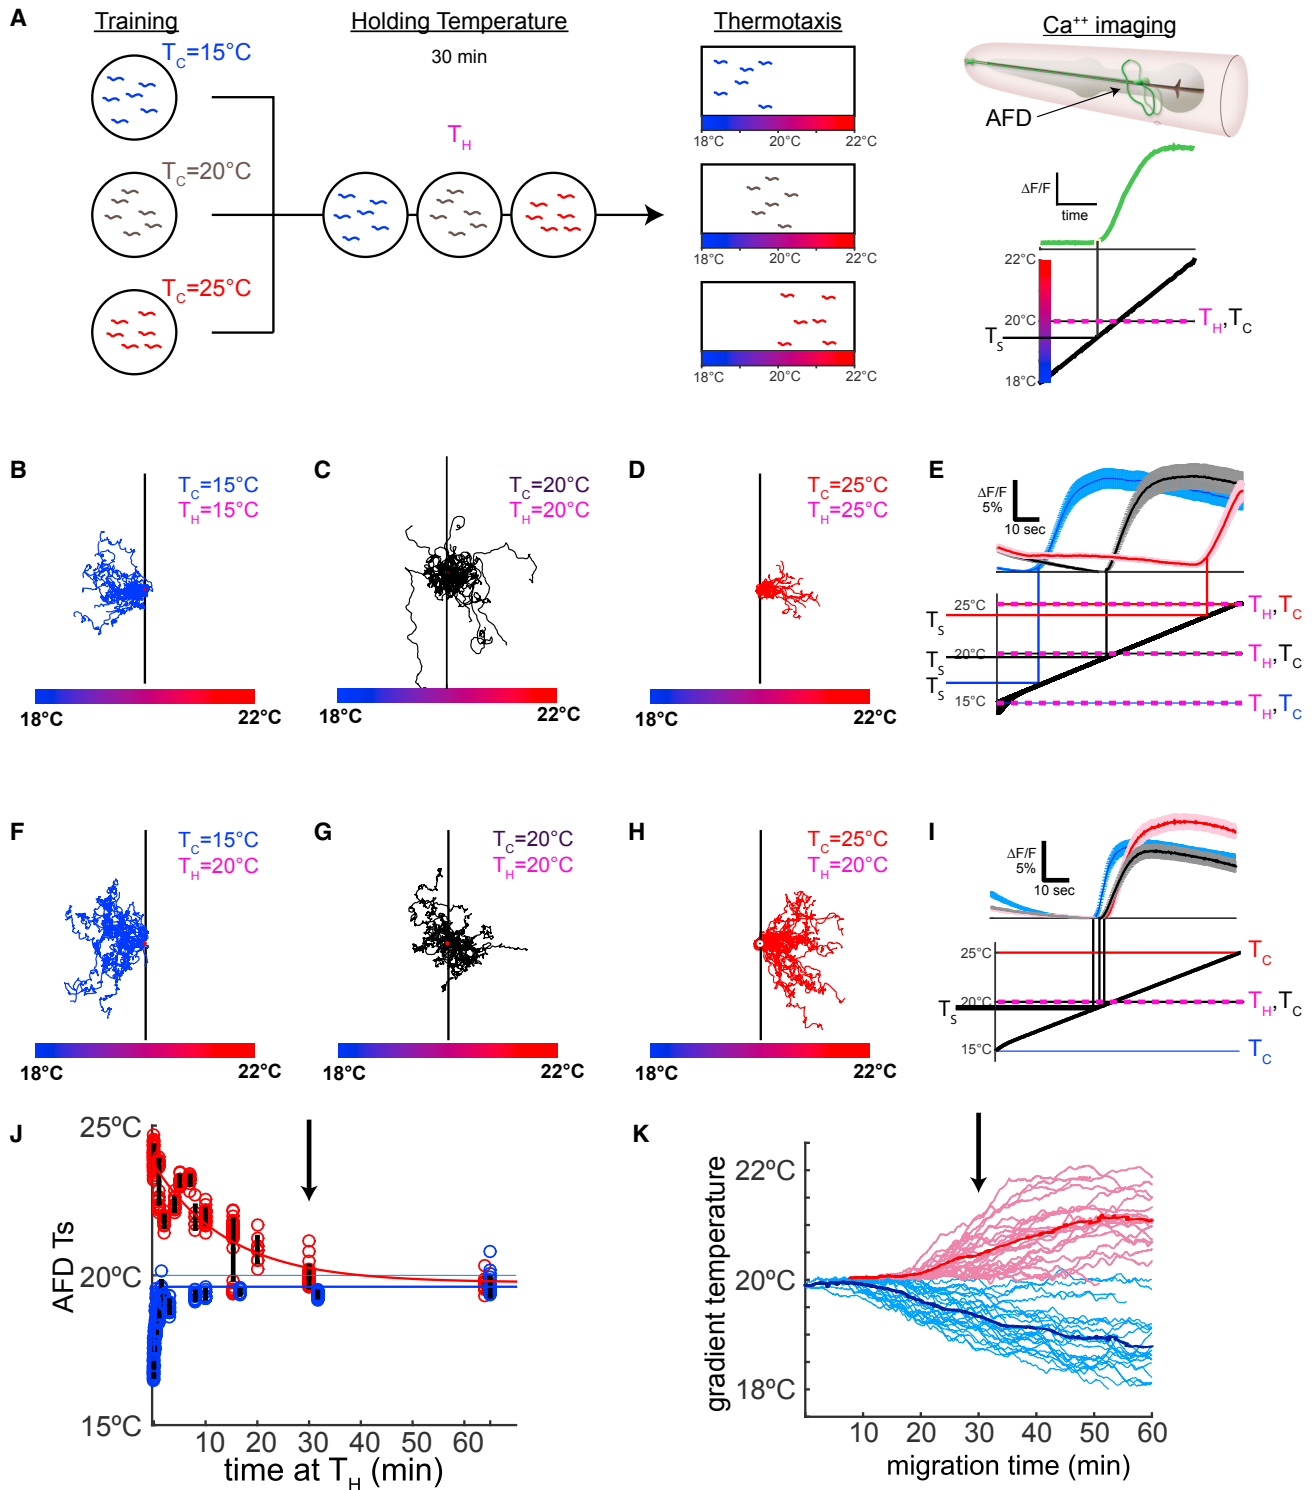 A
Training
Holding Temperature
Thermotaxis
Ca++ imaging
30 min
TC=15°C
TC=20°C
TC=25°C
TH
18°C 20°C 22°C
18°C 20°C 22°C
18°C 20°C 22°C
AFD
ΔF/F
time
22°C
20°C
18°C
TS
TH,TC
B
TC=15°C
TH=15°C
18°C 22°C
C
TC=20°C
TH=20°C
18°C 22°C
D
TC=25°C
TH=25°C
18°C 22°C
E
ΔF/F
5%
10 sec
25°C
20°C
15°C
TS
TS
TS
TH,TC
TH,TC
TH,TC
F
TC=15°C
TH=20°C
18°C 22°C
G
TC=20°C
TH=20°C
18°C 22°C
H
TC=25°C
TH=20°C
18°C 22°C
I
ΔF/F
5%
10 sec
25°C
20°C
15°C
TS
TC
TH,TC
TC
J
AFD Ts
25ºC
20ºC
15ºC
10 20 30 40 50 60
time at TH (min)
K
gradient temperature
22ºC
20ºC
18ºC
10 20 30 40 50 60
migration time (min)